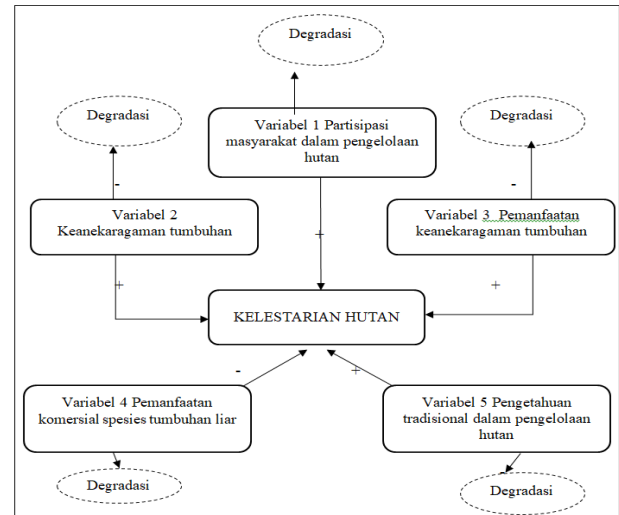 Degradasi
Degradasi
Variabel 1 Partisipasi
masyarakat dalam pengelolaan
hutan
Degradasi
-
-
Variabel 2
Keanekaragaman tumbuhan
Variabel 3 Pemanfaatan
keanekaragaman tumbuhan
+
+
+
KELESTARIAN HUTAN
-
+
Variabel 4 Pemanfaatan
komersial spesies tumbuhan liar
Variabel 5 Pengetahuan
tradisional dalam pengelolaan
hutan
-
Degradasi
Degradasi